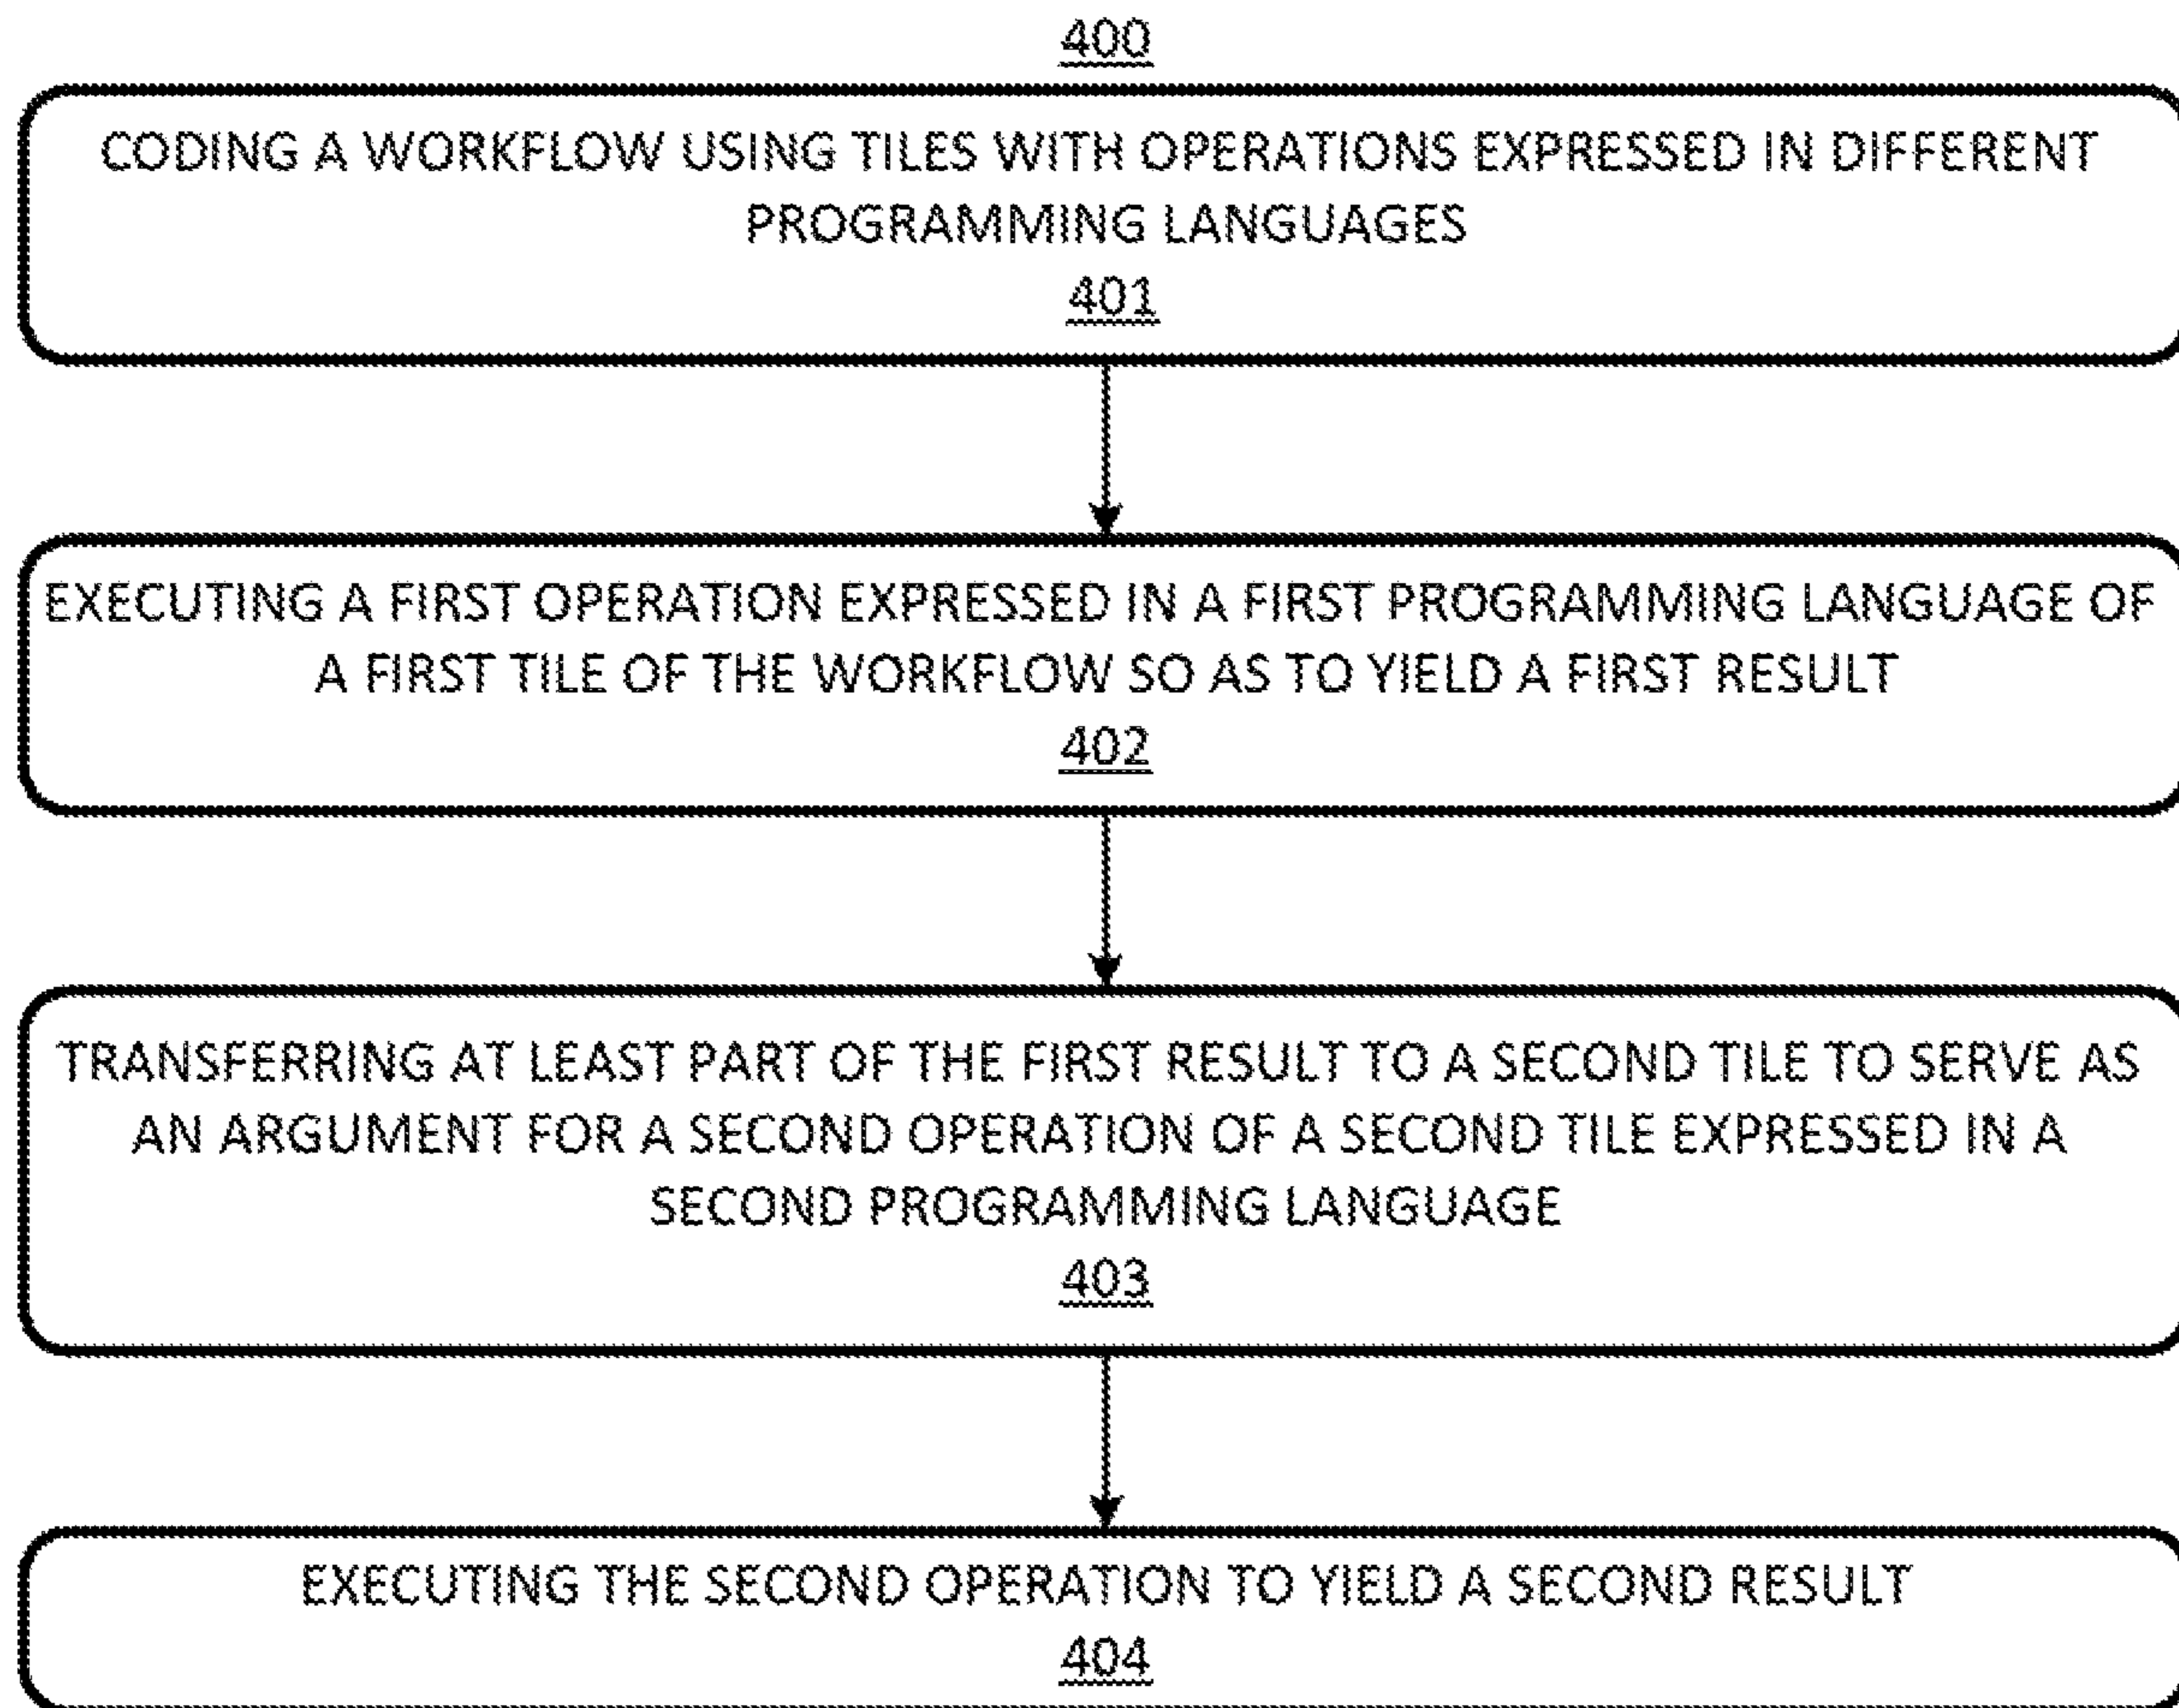 400
CODING A WORKFLOW USING TILES WITH OPERATIONS EXPRESSED IN DIFFERENT
PROGRAMMING LANGUAGES
401
EXECUTING A FIRST OPERATION EXPRESSED IN A FIRST PROGRAMMING LANGUAGE OF
A FIRST TILE OF THE WORKFLOW SO AS TO YIELD A FIRST RESULT
402
TRANSFERRING AT LEAST PART OF THE FIRST RESULT TO A SECOND TILE TO SERVE AS
AN ARGUMENT FOR A SECOND OPERATION OF A SECOND TILE EXPRESSED IN A
SECOND PROGRAMMING LANGUAGE
403
EXECUTING THE SECOND OPERATION TO YIELD A SECOND RESULT
404